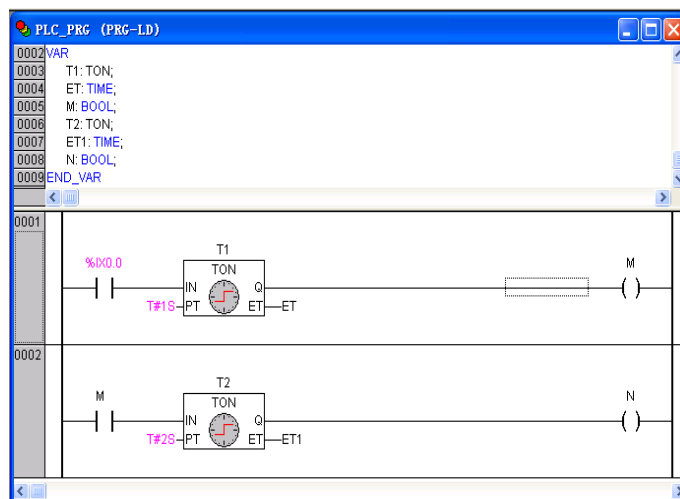 PLC_PRG (PRG-LD)
0002 VAR
0003 T1: TON;
0004 ET: TIME;
0005 M: BOOL;
0006 T2: TON;
0007 ET1: TIME;
0008 N: BOOL;
0009 END_VAR
0001
T1
%IX0.0 TON M
IN Q
T#1S PT ET ET
0002
T2
M TON N
IN Q
T#2S PT ET ET1